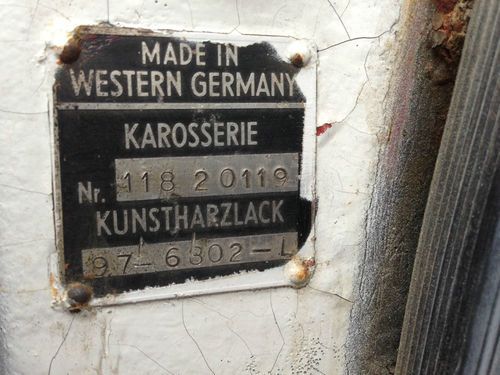 MADE IN
WESTERN GERMANY
KAROSSERIE
Nr. 118 20119
KUNSTHARZLACK
97-6802-L